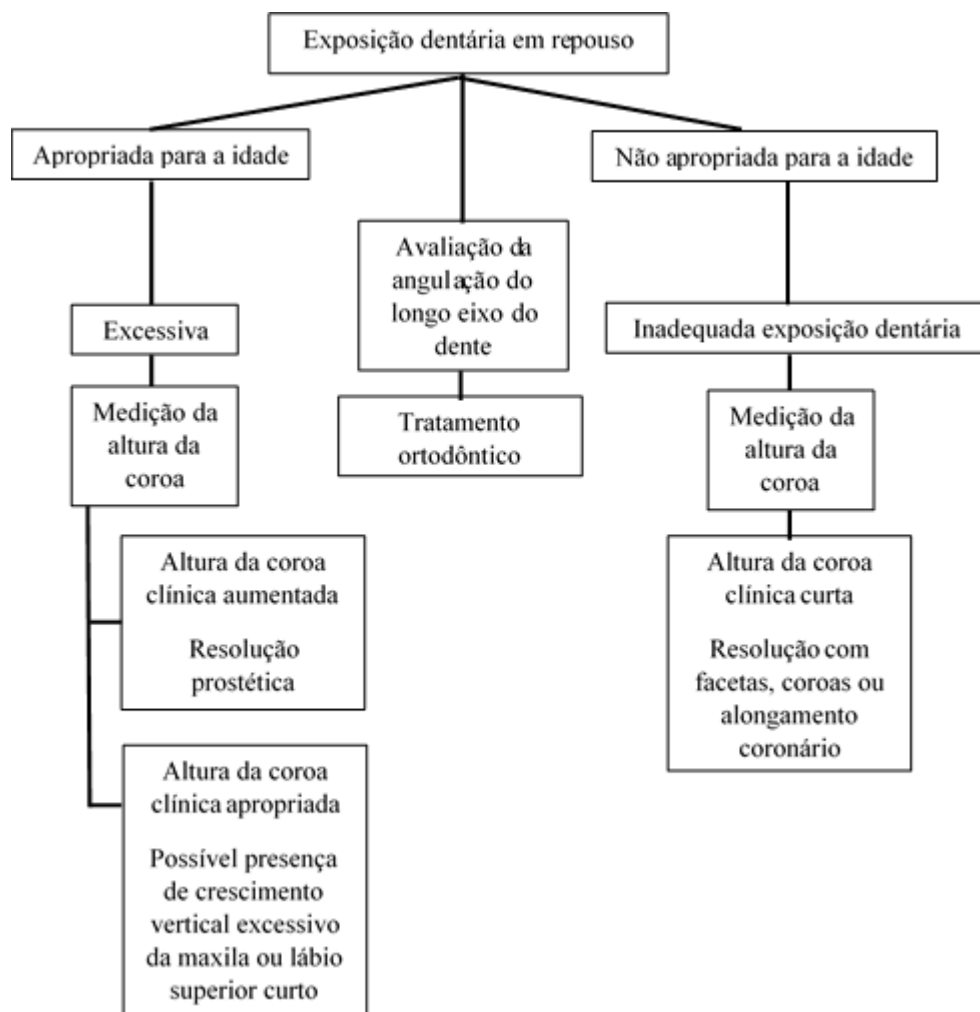 Exposição dentária em repouso
Apropriada para a idade
Não apropriada para a idade
Avaliação da
angulação do
longo eixo do
dente
Excessiva
Inadequada exposição dentária
Medição da
altura da
coroa
Tratamento
ortodôntico
Medição da
altura da
coroa
Altura da coroa
clínica aumentada
Resolução
prostética
Altura da coroa
clínica curta
Resolução com
facetas, coroas ou
alongamento
coronário
Altura da coroa
clínica apropriada
Possível presença
de crescimento
vertical excessivo
da maxila ou lábio
superior curto